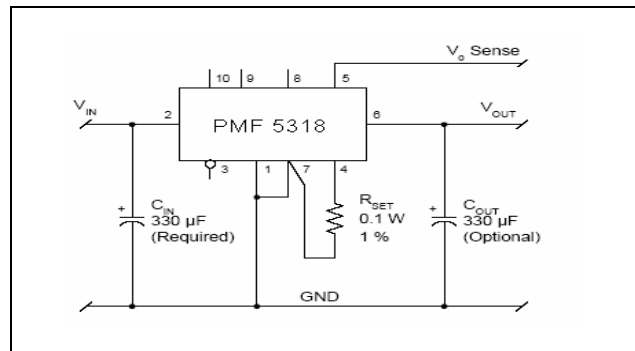 V_o Sense
10 9 8 5
V_IN
2
PMF 5318
6
V_OUT
3 1 7 4
R_SET
0.1 W
1 %
+
C_IN
330 µF
(Required)
+
C_OUT
330 µF
(Optional)
GND